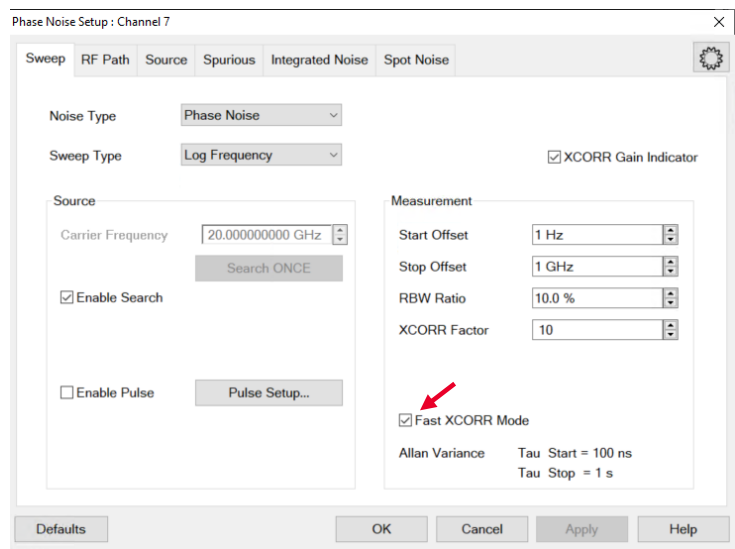 Phase Noise Setup : Channel 7
Sweep RF Path Source Spurious Integrated Noise Spot Noise
Noise Type Phase Noise
Sweep Type Log Frequency
XCORR Gain Indicator
Source
Carrier Frequency 20.000000000 GHz
Search ONCE
Enable Search
Enable Pulse Pulse Setup...
Measurement
Start Offset 1 Hz
Stop Offset 1 GHz
RBW Ratio 10.0 %
XCORR Factor 10
Fast XCORR Mode
Allan Variance Tau Start = 100 ns
Tau Stop = 1 s
Defaults OK Cancel Apply Help